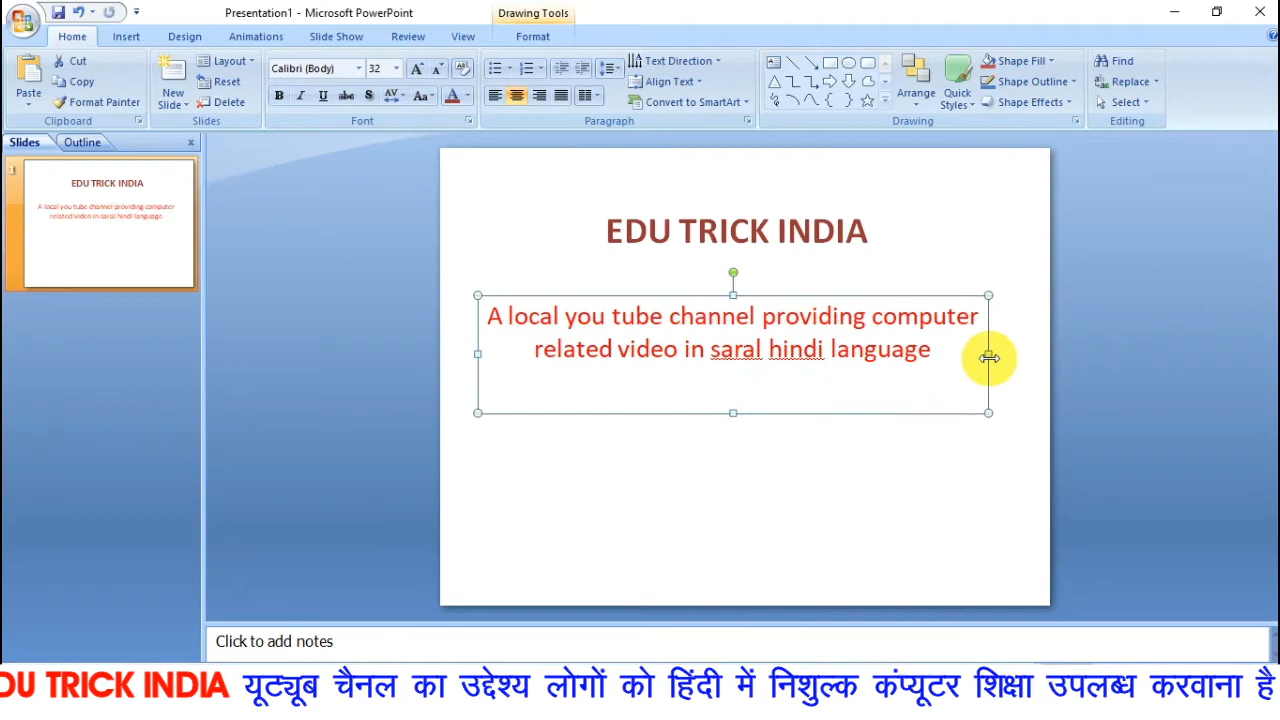 Presentation1 - Microsoft PowerPoint
Drawing Tools
Home Insert Design Animations Slide Show Review View Format
Paste
Cut
Copy
Format Painter
Clipboard
New Slide
Layout
Reset
Delete
Slides
Calibri (Body) 32
B I U abc S AV Aa A
Font
Text Direction
Align Text
Convert to SmartArt
Paragraph
Arrange
Quick Styles
Shape Fill
Shape Outline
Shape Effects
Drawing
Find
Replace
Select
Editing
Slides Outline
1
EDU TRICK INDIA
A local you tube channel providing computer
related video in saral hindi language
EDU TRICK INDIA
A local you tube channel providing computer
related video in saral hindi language
Click to add notes
DU TRICK INDIA यूट्यूब चैनल का उद्देश्य लोगों को हिंदी में निशुल्क कंप्यूटर शिक्षा उपलब्ध करवाना है